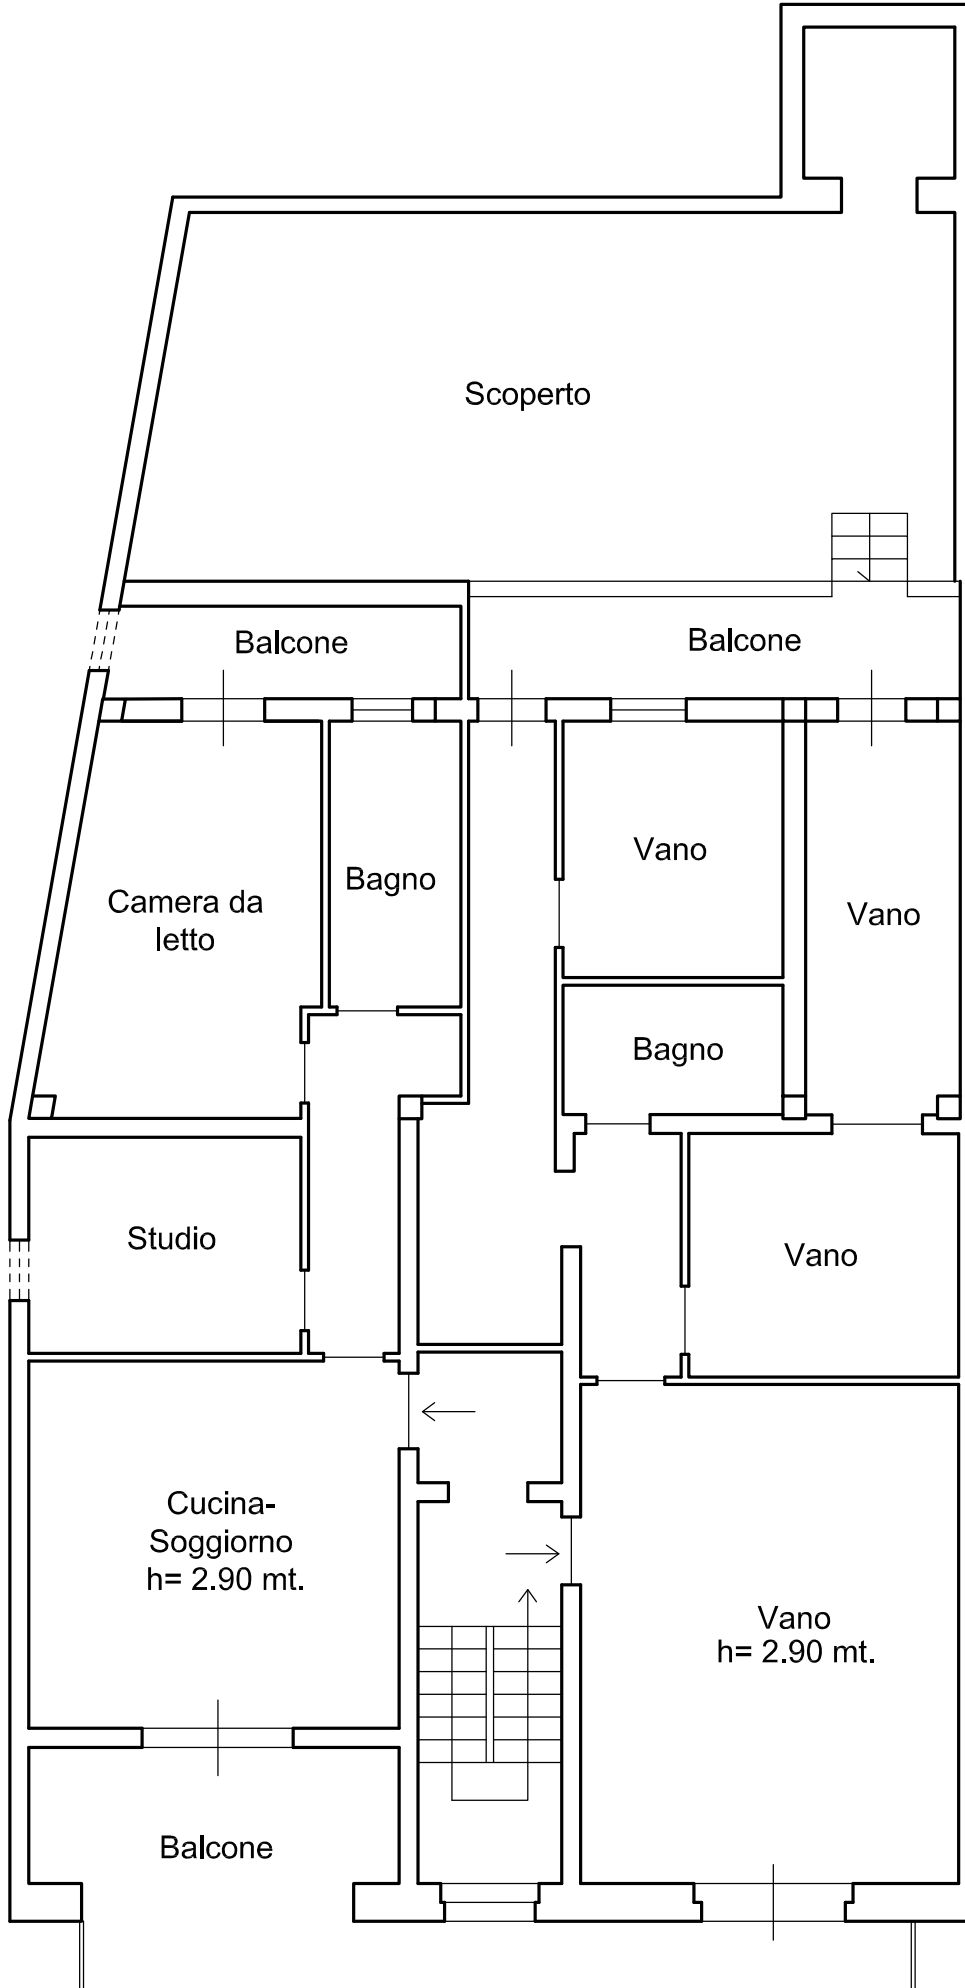 Scoperto
Balcone
Balcone
Vano
Bagno
Camera da
letto
Vano
Bagno
Studio
Vano
Cucina-
Soggiorno
h= 2.90 mt.
Vano
h= 2.90 mt.
Balcone